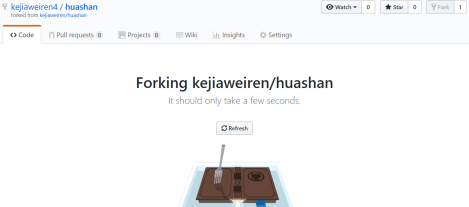 kejiaweiren4 / huashan
forked from kejiaweiren/huashan
Watch 0 Star 0 Fork 1
Code Pull requests 0 Projects 0 Wiki Insights Settings
Forking kejiaweiren/huashan
It should only take a few seconds.
Refresh